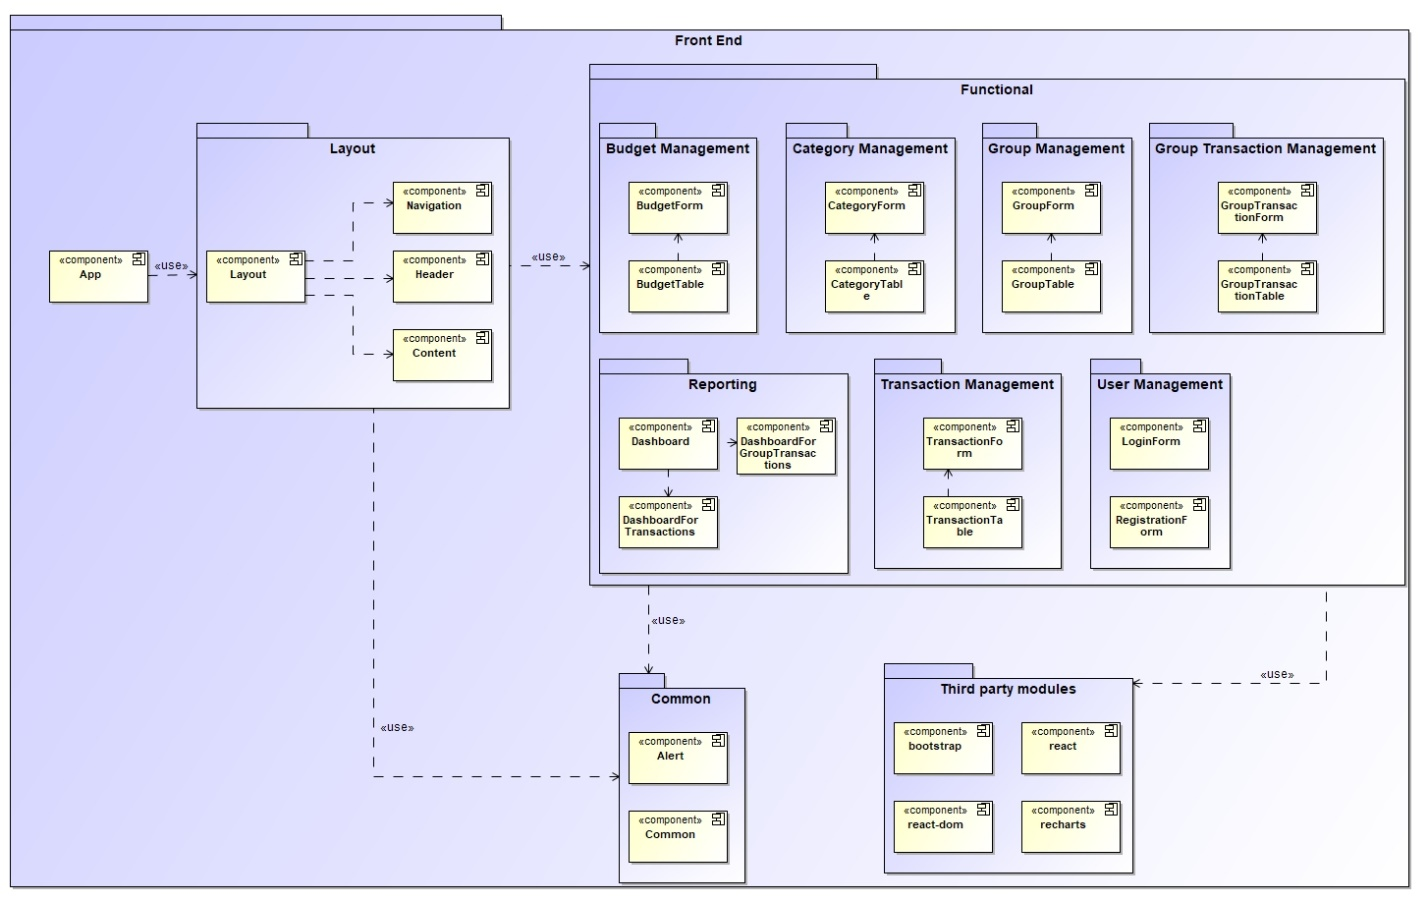 Front End
Functional
Layout
«component»
Navigation
«component»
App
«use»
«component»
Layout
«component»
Header
«component»
Content
«use»
Budget Management
«component»
BudgetForm
«component»
BudgetTable
Category Management
«component»
CategoryForm
«component»
CategoryTabl
e
Group Management
«component»
GroupForm
«component»
GroupTable
Group Transaction Management
«component»
GroupTransac
tionForm
«component»
GroupTransac
tionTable
Reporting
«component»
Dashboard
«component»
DashboardFor
GroupTransac
tions
«component»
DashboardFor
Transactions
Transaction Management
«component»
TransactionFo
rm
«component»
TransactionTa
ble
User Management
«component»
LoginForm
«component»
RegistrationF
orm
«use»
«use»
«use»
Common
«component»
Alert
«component»
Common
Third party modules
«component»
bootstrap
«component»
react
«component»
react-dom
«component»
recharts